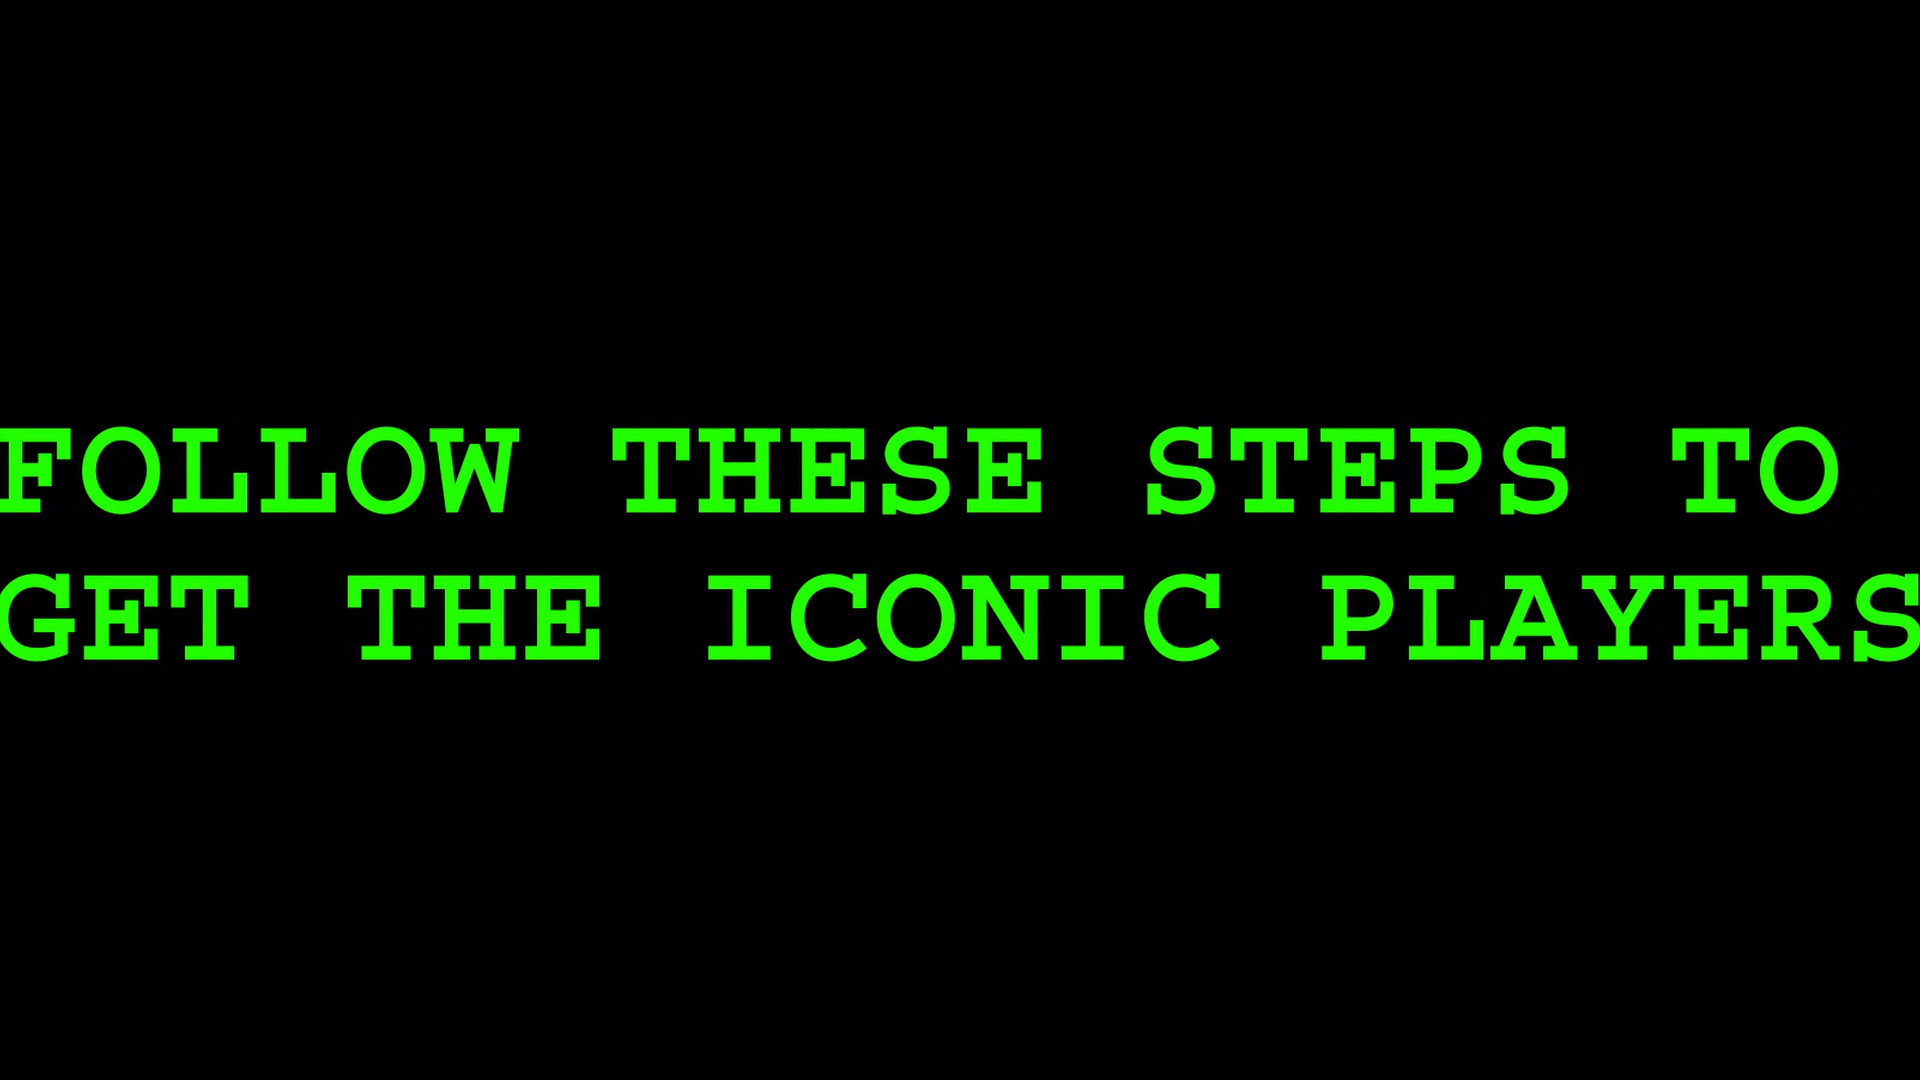 FOLLOW THESE STEPS TO
GET THE ICONIC PLAYERS